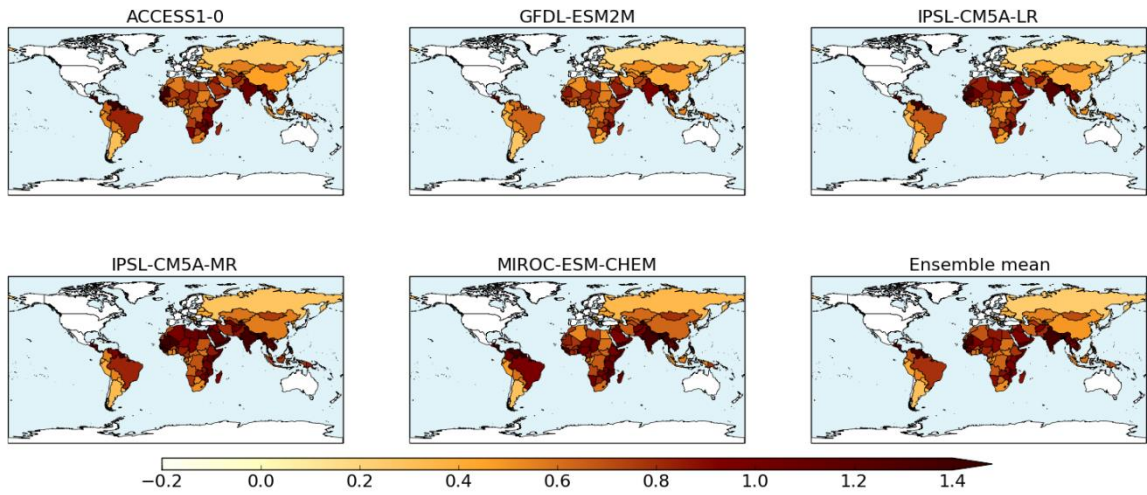 ACCESS1-0
GFDL-ESM2M
IPSL-CM5A-LR
IPSL-CM5A-MR
MIROC-ESM-CHEM
Ensemble mean
−0.2 0.0 0.2 0.4 0.6 0.8 1.0 1.2 1.4